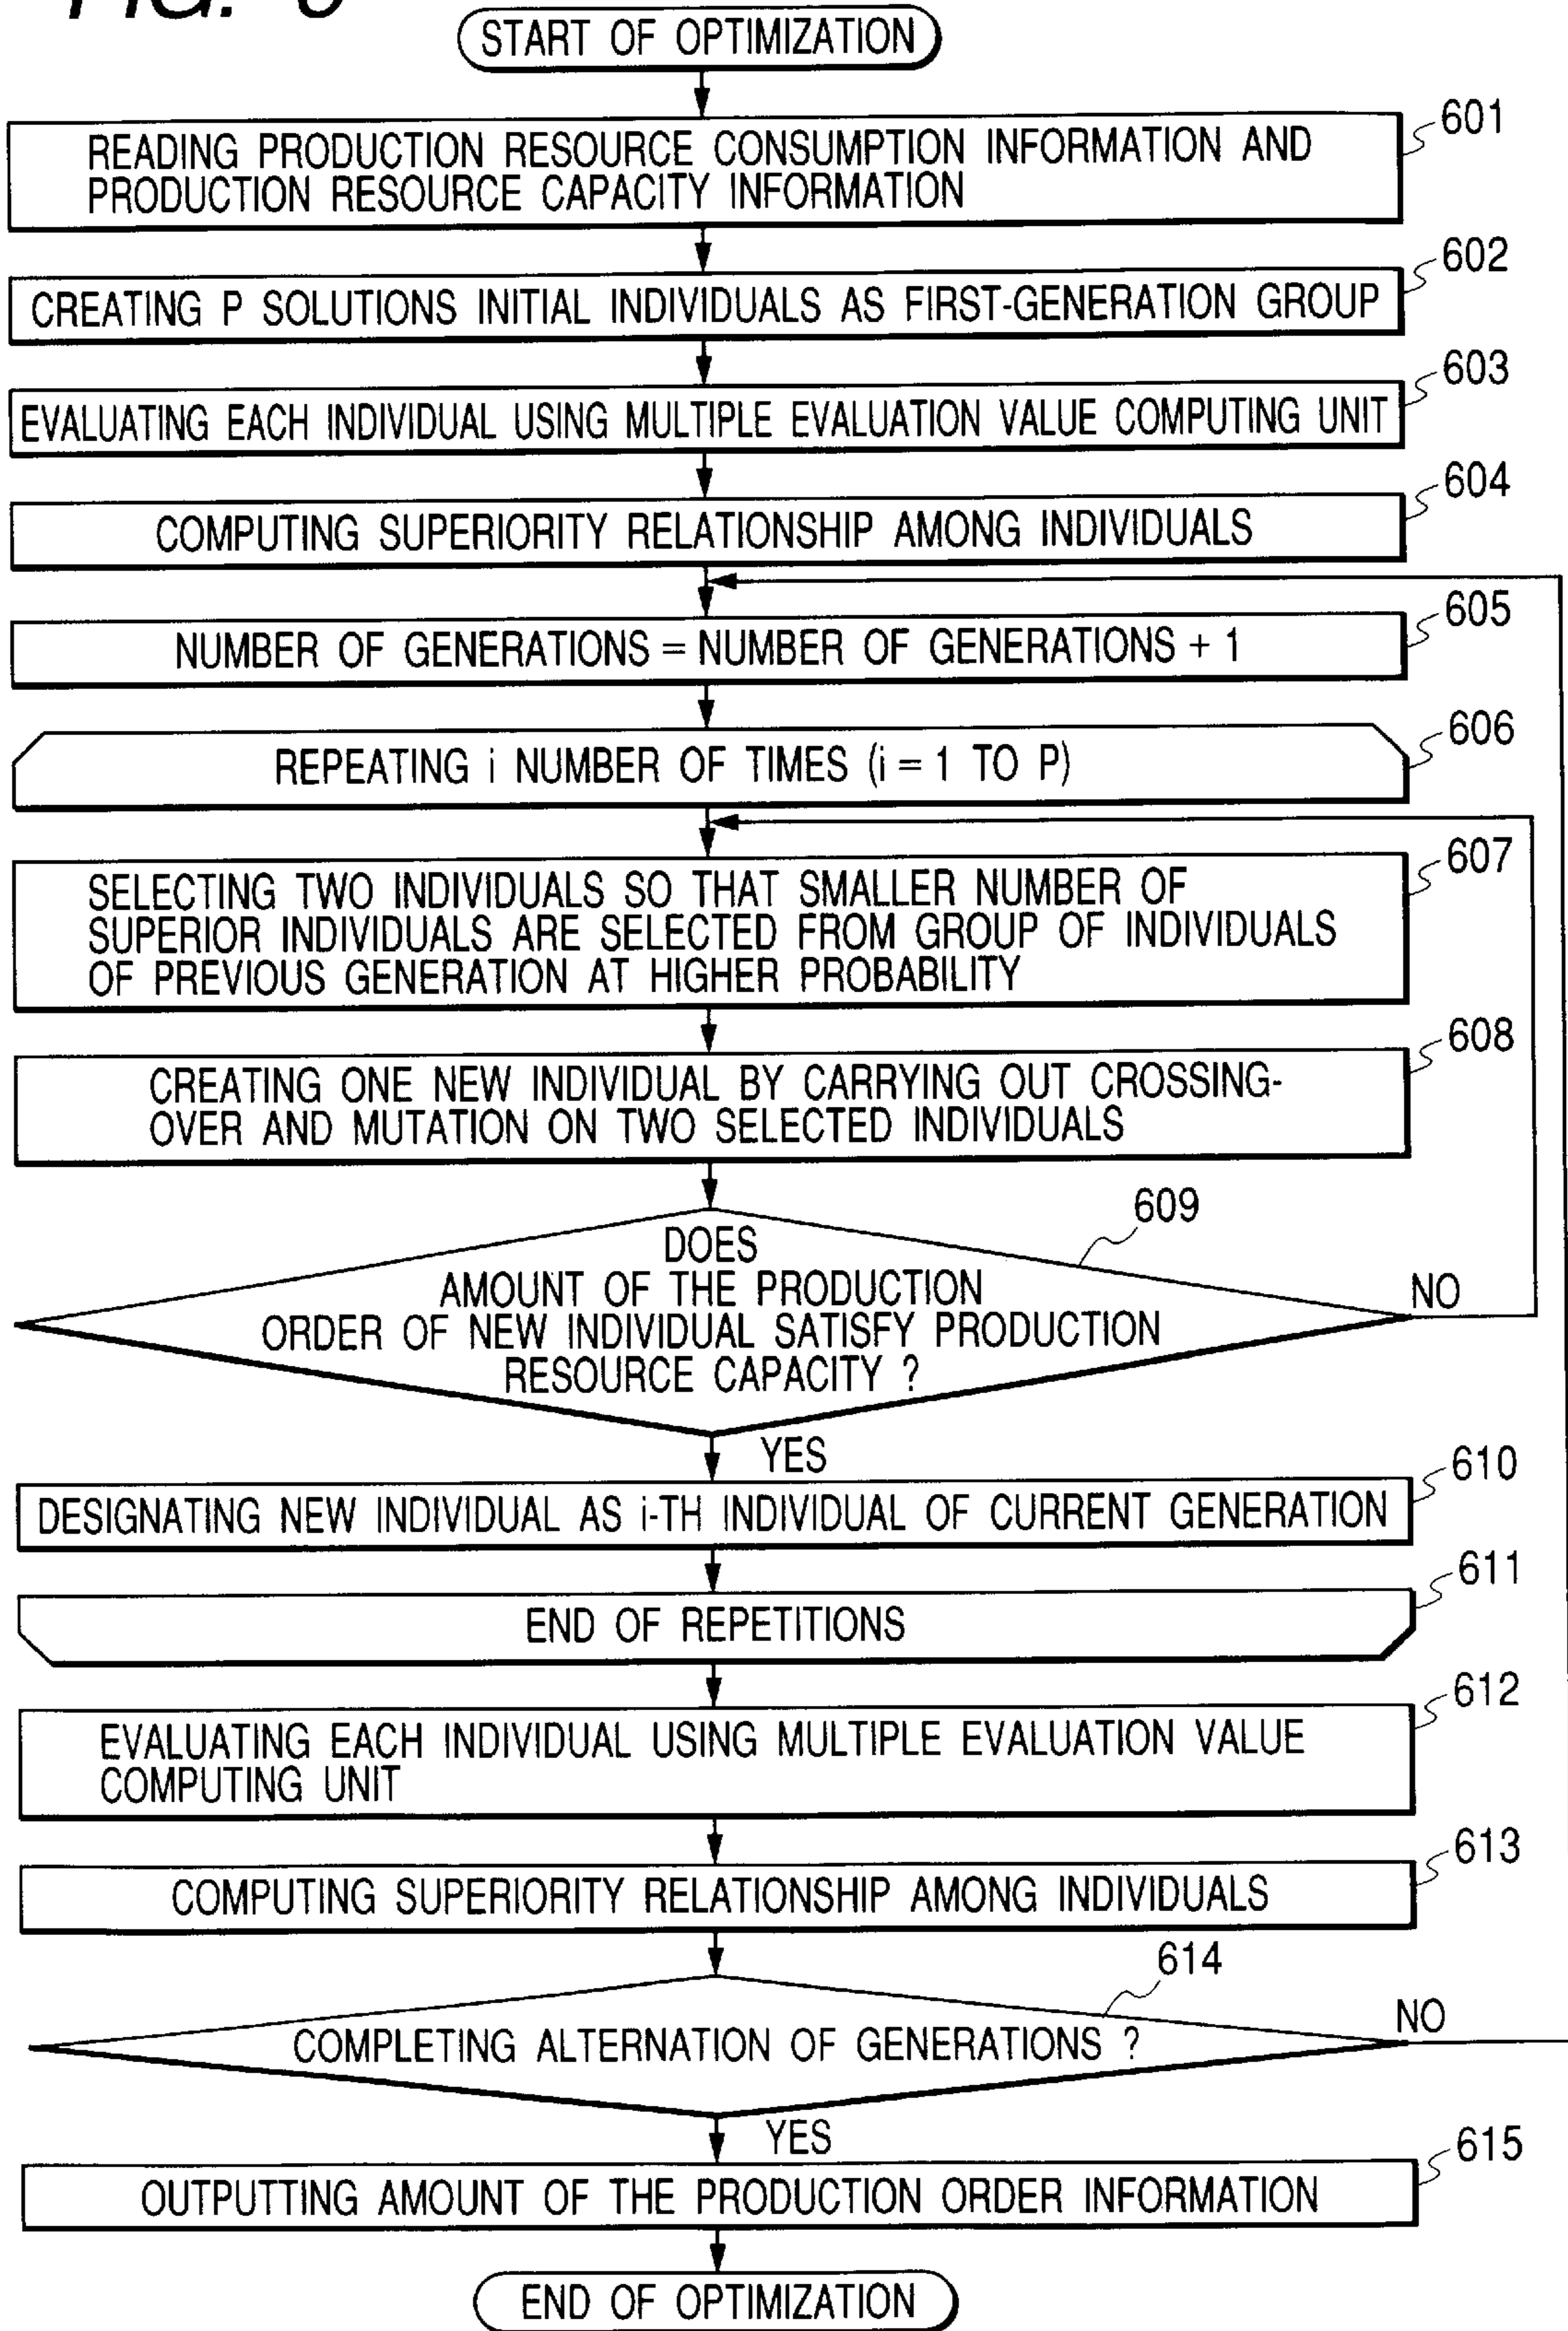 FIG. 6
START OF OPTIMIZATION
601
READING PRODUCTION RESOURCE CONSUMPTION INFORMATION AND
PRODUCTION RESOURCE CAPACITY INFORMATION
602
CREATING P SOLUTIONS INITIAL INDIVIDUALS AS FIRST-GENERATION GROUP
603
EVALUATING EACH INDIVIDUAL USING MULTIPLE EVALUATION VALUE COMPUTING UNIT
604
COMPUTING SUPERIORITY RELATIONSHIP AMONG INDIVIDUALS
605
NUMBER OF GENERATIONS = NUMBER OF GENERATIONS + 1
606
REPEATING i NUMBER OF TIMES (i = 1 TO P)
607
SELECTING TWO INDIVIDUALS SO THAT SMALLER NUMBER OF
SUPERIOR INDIVIDUALS ARE SELECTED FROM GROUP OF INDIVIDUALS
OF PREVIOUS GENERATION AT HIGHER PROBABILITY
608
CREATING ONE NEW INDIVIDUAL BY CARRYING OUT CROSSING-
OVER AND MUTATION ON TWO SELECTED INDIVIDUALS
609
DOES
AMOUNT OF THE PRODUCTION
ORDER OF NEW INDIVIDUAL SATISFY PRODUCTION
RESOURCE CAPACITY ?
NO
YES
610
DESIGNATING NEW INDIVIDUAL AS i-TH INDIVIDUAL OF CURRENT GENERATION
611
END OF REPETITIONS
612
EVALUATING EACH INDIVIDUAL USING MULTIPLE EVALUATION VALUE
COMPUTING UNIT
613
COMPUTING SUPERIORITY RELATIONSHIP AMONG INDIVIDUALS
614
COMPLETING ALTERNATION OF GENERATIONS ?
NO
YES
615
OUTPUTTING AMOUNT OF THE PRODUCTION ORDER INFORMATION
END OF OPTIMIZATION